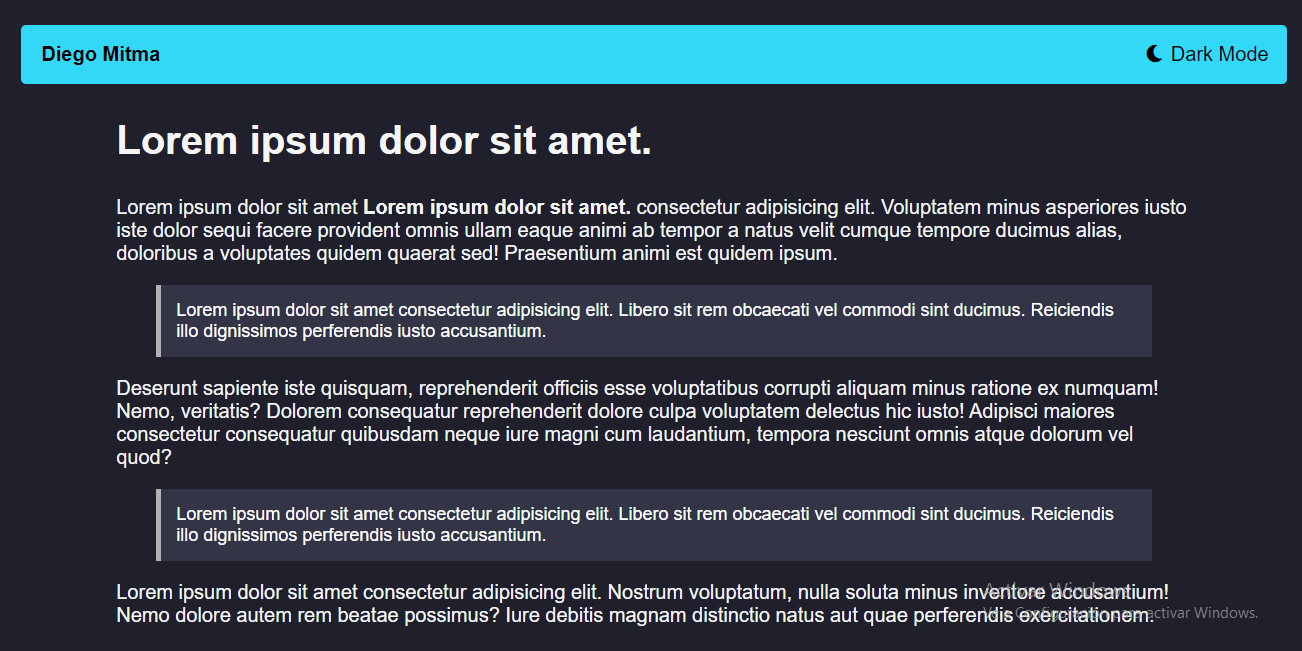 Diego Mitma
Dark Mode
Lorem ipsum dolor sit amet.
Lorem ipsum dolor sit amet Lorem ipsum dolor sit amet. consectetur adipisicing elit. Voluptatem minus asperiores iusto
iste dolor sequi facere provident omnis ullam eaque animi ab tempor a natus velit cumque tempore ducimus alias,
doloribus a voluptates quidem quaerat sed! Praesentium animi est quidem ipsum.
Lorem ipsum dolor sit amet consectetur adipisicing elit. Libero sit rem obcaecati vel commodi sint ducimus. Reiciendis
illo dignissimos perferendis iusto accusantium.
Deserunt sapiente iste quisquam, reprehenderit officiis esse voluptatibus corrupti aliquam minus ratione ex numquam!
Nemo, veritatis? Dolorem consequatur reprehenderit dolore culpa voluptatem delectus hic iusto! Adipisci maiores
consectetur consequatur quibusdam neque iure magni cum laudantium, tempora nesciunt omnis atque dolorum vel
quod?
Lorem ipsum dolor sit amet consectetur adipisicing elit. Libero sit rem obcaecati vel commodi sint ducimus. Reiciendis
illo dignissimos perferendis iusto accusantium.
Lorem ipsum dolor sit amet consectetur adipisicing elit. Nostrum voluptatum, nulla soluta minus inventore accusantium!
Nemo dolore autem rem beatae possimus? Iure debitis magnam distinctio natus aut quae perferendis exercitationem.
Activar Windows
Ve a Configuración para activar Windows.